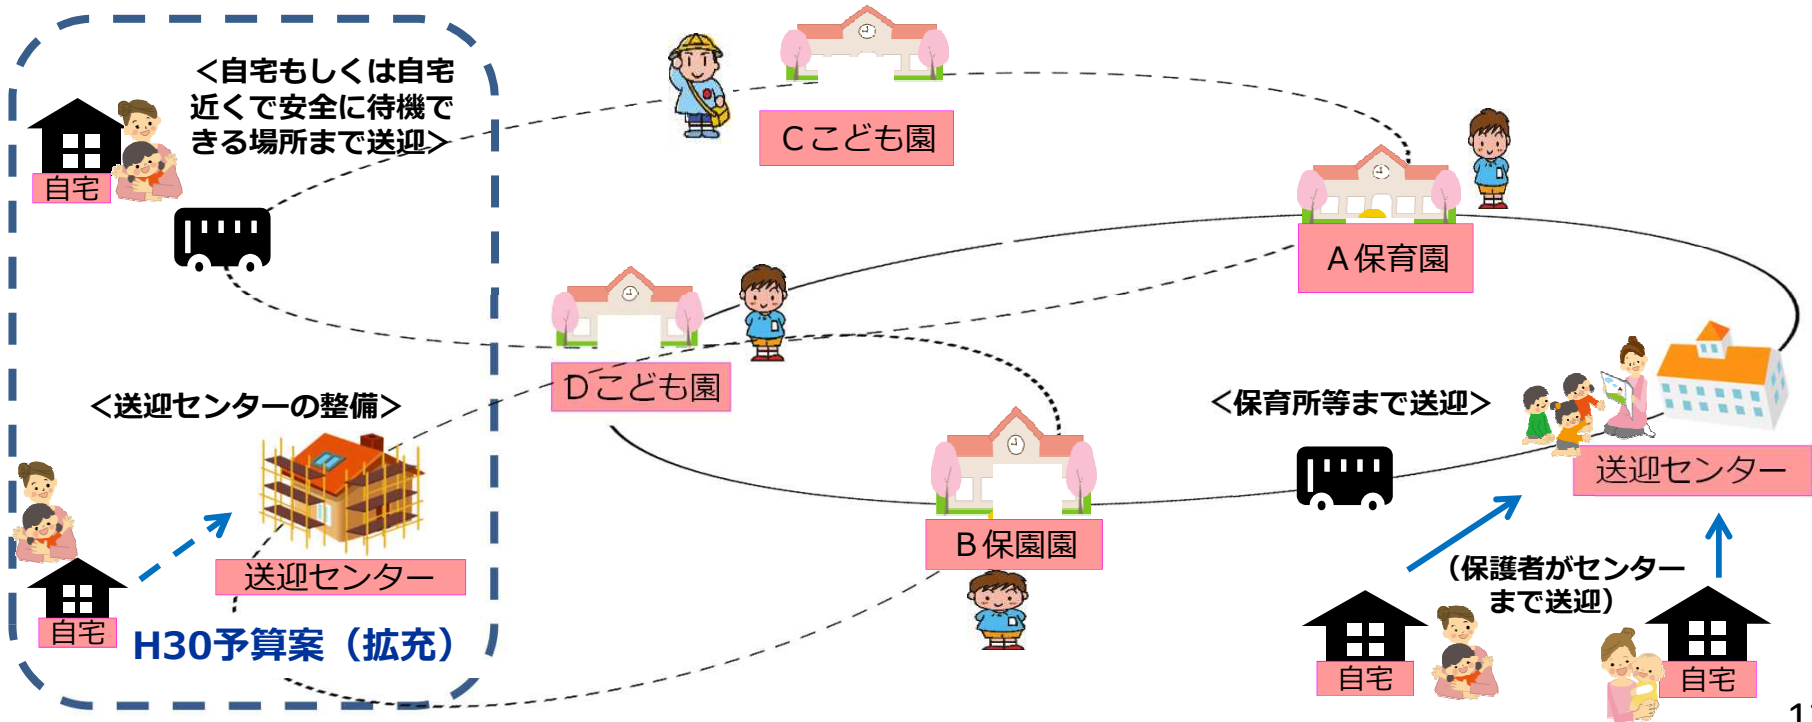 <自宅もしくは自宅
近くで安全に待機で
きる場所まで送迎>
自宅
Cこども園
A保育園
Dこども園
<送迎センターの整備>
<保育所等まで送迎>
送迎センター
B保園園
送迎センター
(保護者がセンター
まで送迎)
自宅
H30予算案(拡充)
自宅
自宅